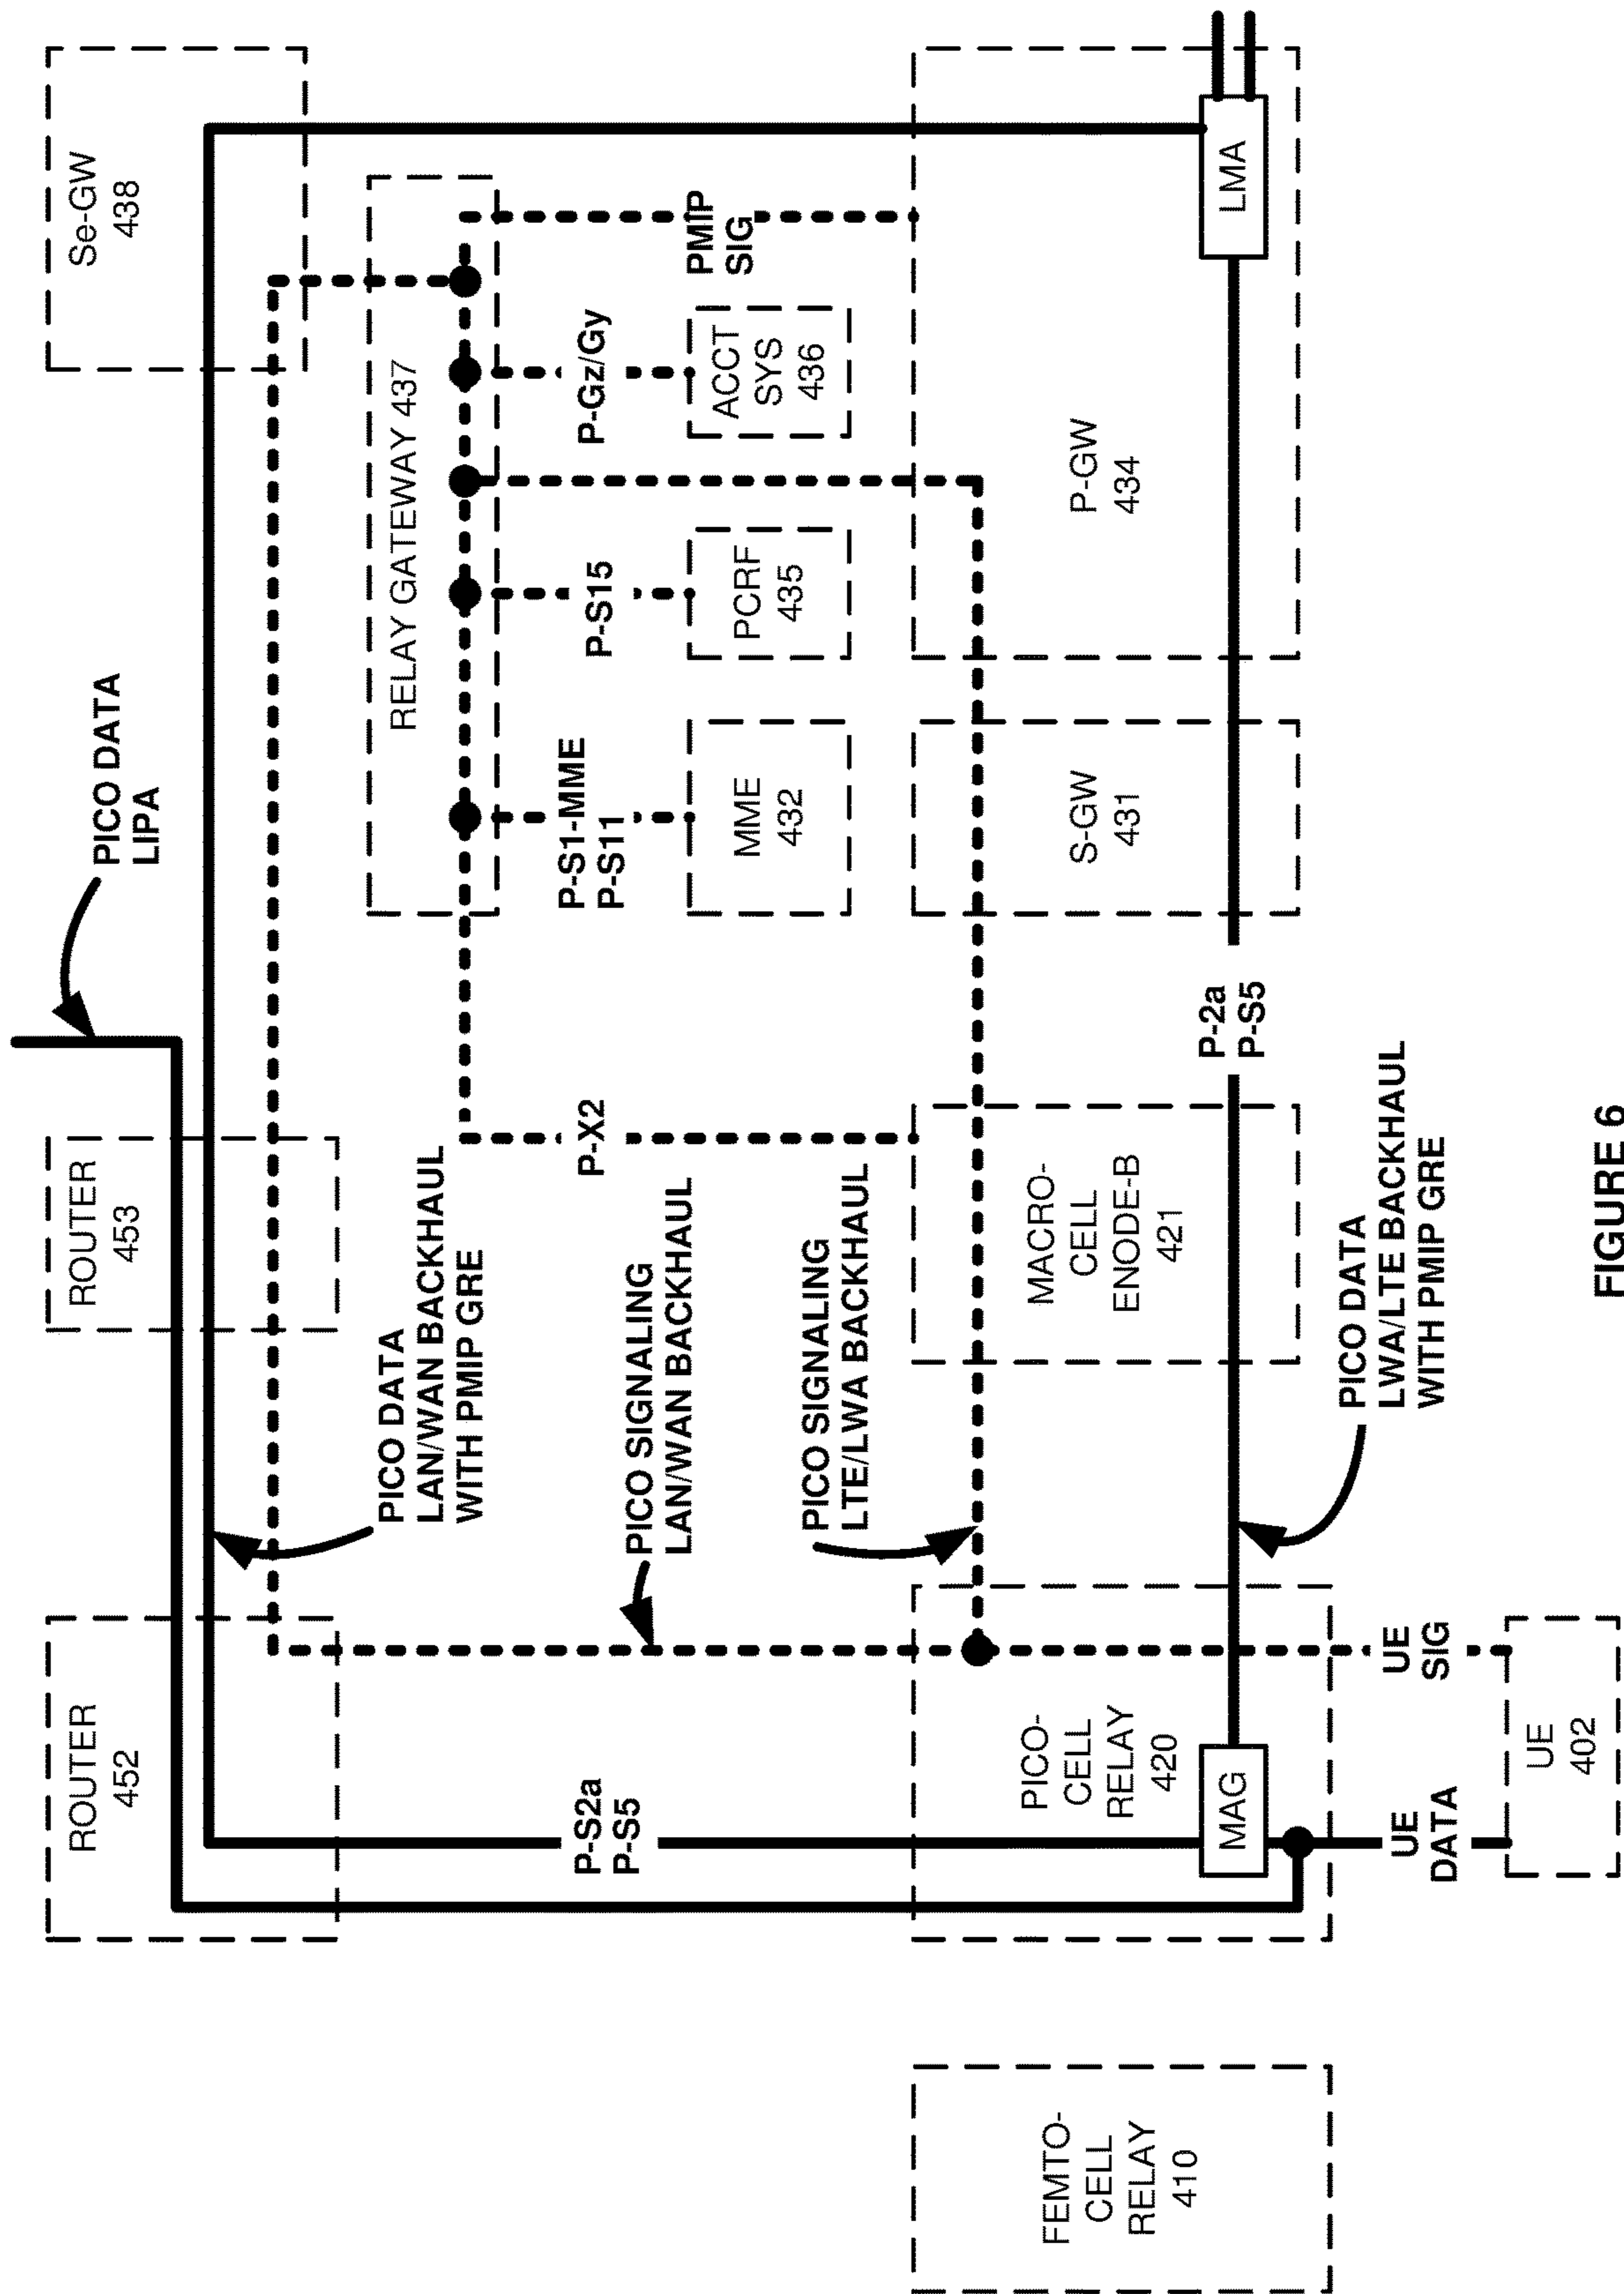 ROUTER
452
ROUTER
453
PICO DATA
LIPA
Se-GW
438
PICO DATA
LAN/WAN BACKHAUL
WITH PMIP GRE
RELAY GATEWAY 437
P-S2a
P-S5
PICO SIGNALING
LAN/WAN BACKHAUL
P-X2
P-S1-MME
P-S11
P-S15
P-Gz/Gy
PMIP
SIG
MME
432
PCRF
435
ACCT
SYS
436
PICO SIGNALING
LTE/LWA BACKHAUL
FEMTO-
CELL
RELAY
410
PICO-
CELL
RELAY
420
MACRO-
CELL
ENODE-B
421
S-GW
431
P-GW
434
MAG
P-2a
P-S5
LMA
PICO DATA
LWA/LTE BACKHAUL
WITH PMIP GRE
UE
DATA
UE
SIG
UE
402
FIGURE 6